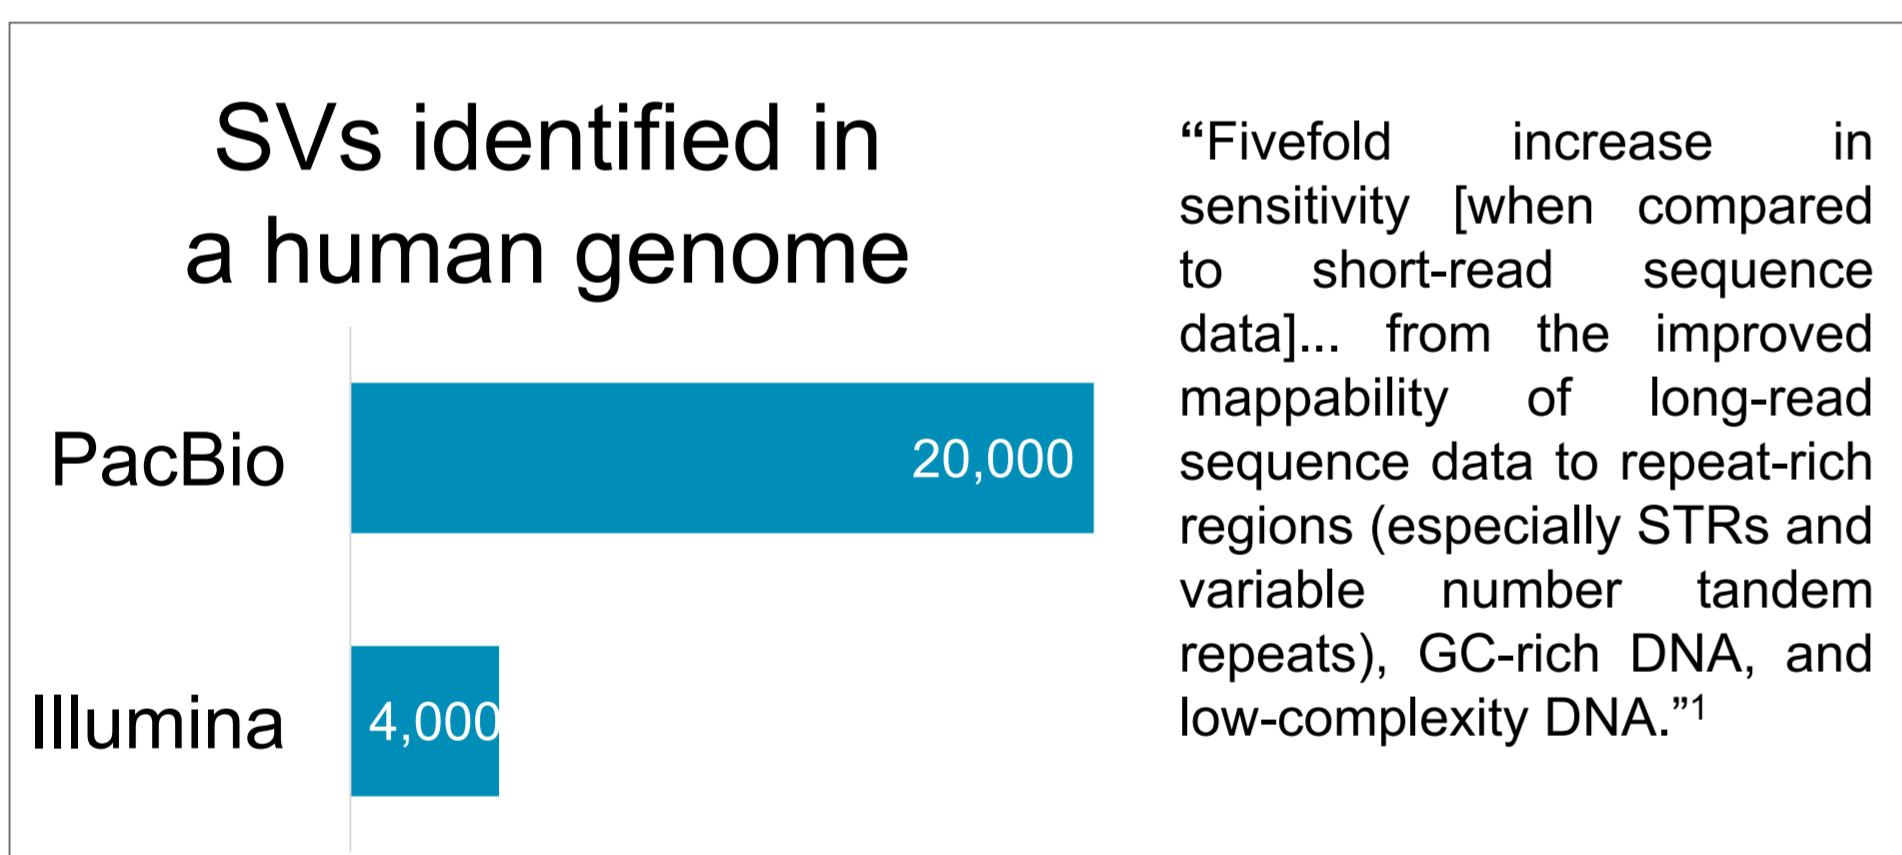 SVs identified in
a human genome
PacBio
20,000
Illumina
4,000
“Fivefold increase in
sensitivity [when compared
to short-read sequence
data]... from the improved
mappability of long-read
sequence data to repeat-rich
regions (especially STRs and
variable number tandem
repeats), GC-rich DNA, and
low-complexity DNA.”¹